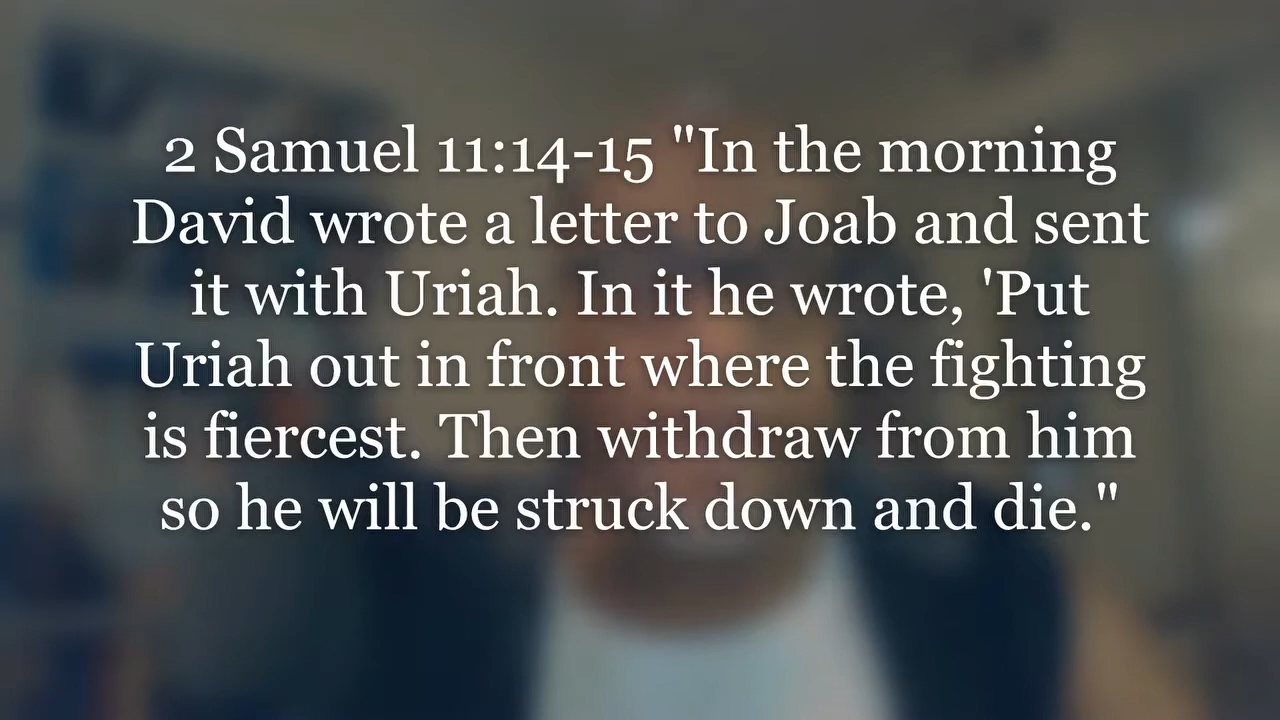 2 Samuel 11:14-15 "In the morning
David wrote a letter to Joab and sent
it with Uriah. In it he wrote, 'Put
Uriah out in front where the fighting
is fiercest. Then withdraw from him
so he will be struck down and die."